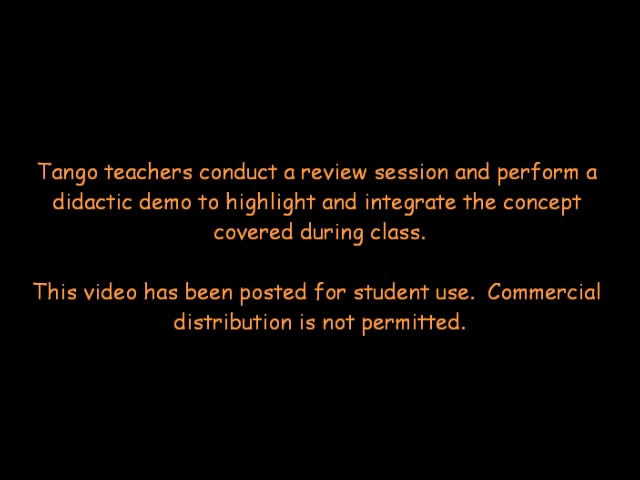 Tango teachers conduct a review session and perform a
didactic demo to highlight and integrate the concept
covered during class.
This video has been posted for student use.  Commercial
distribution is not permitted.